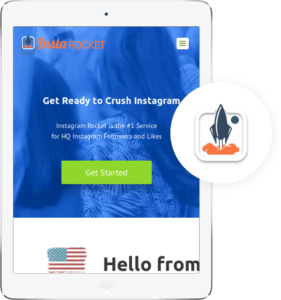 Insta ROCKET
Get Ready to Crush Instagram
Instagram Rocket is the #1 Service
for HQ Instagram Followers and Likes
Get Started
Hello from